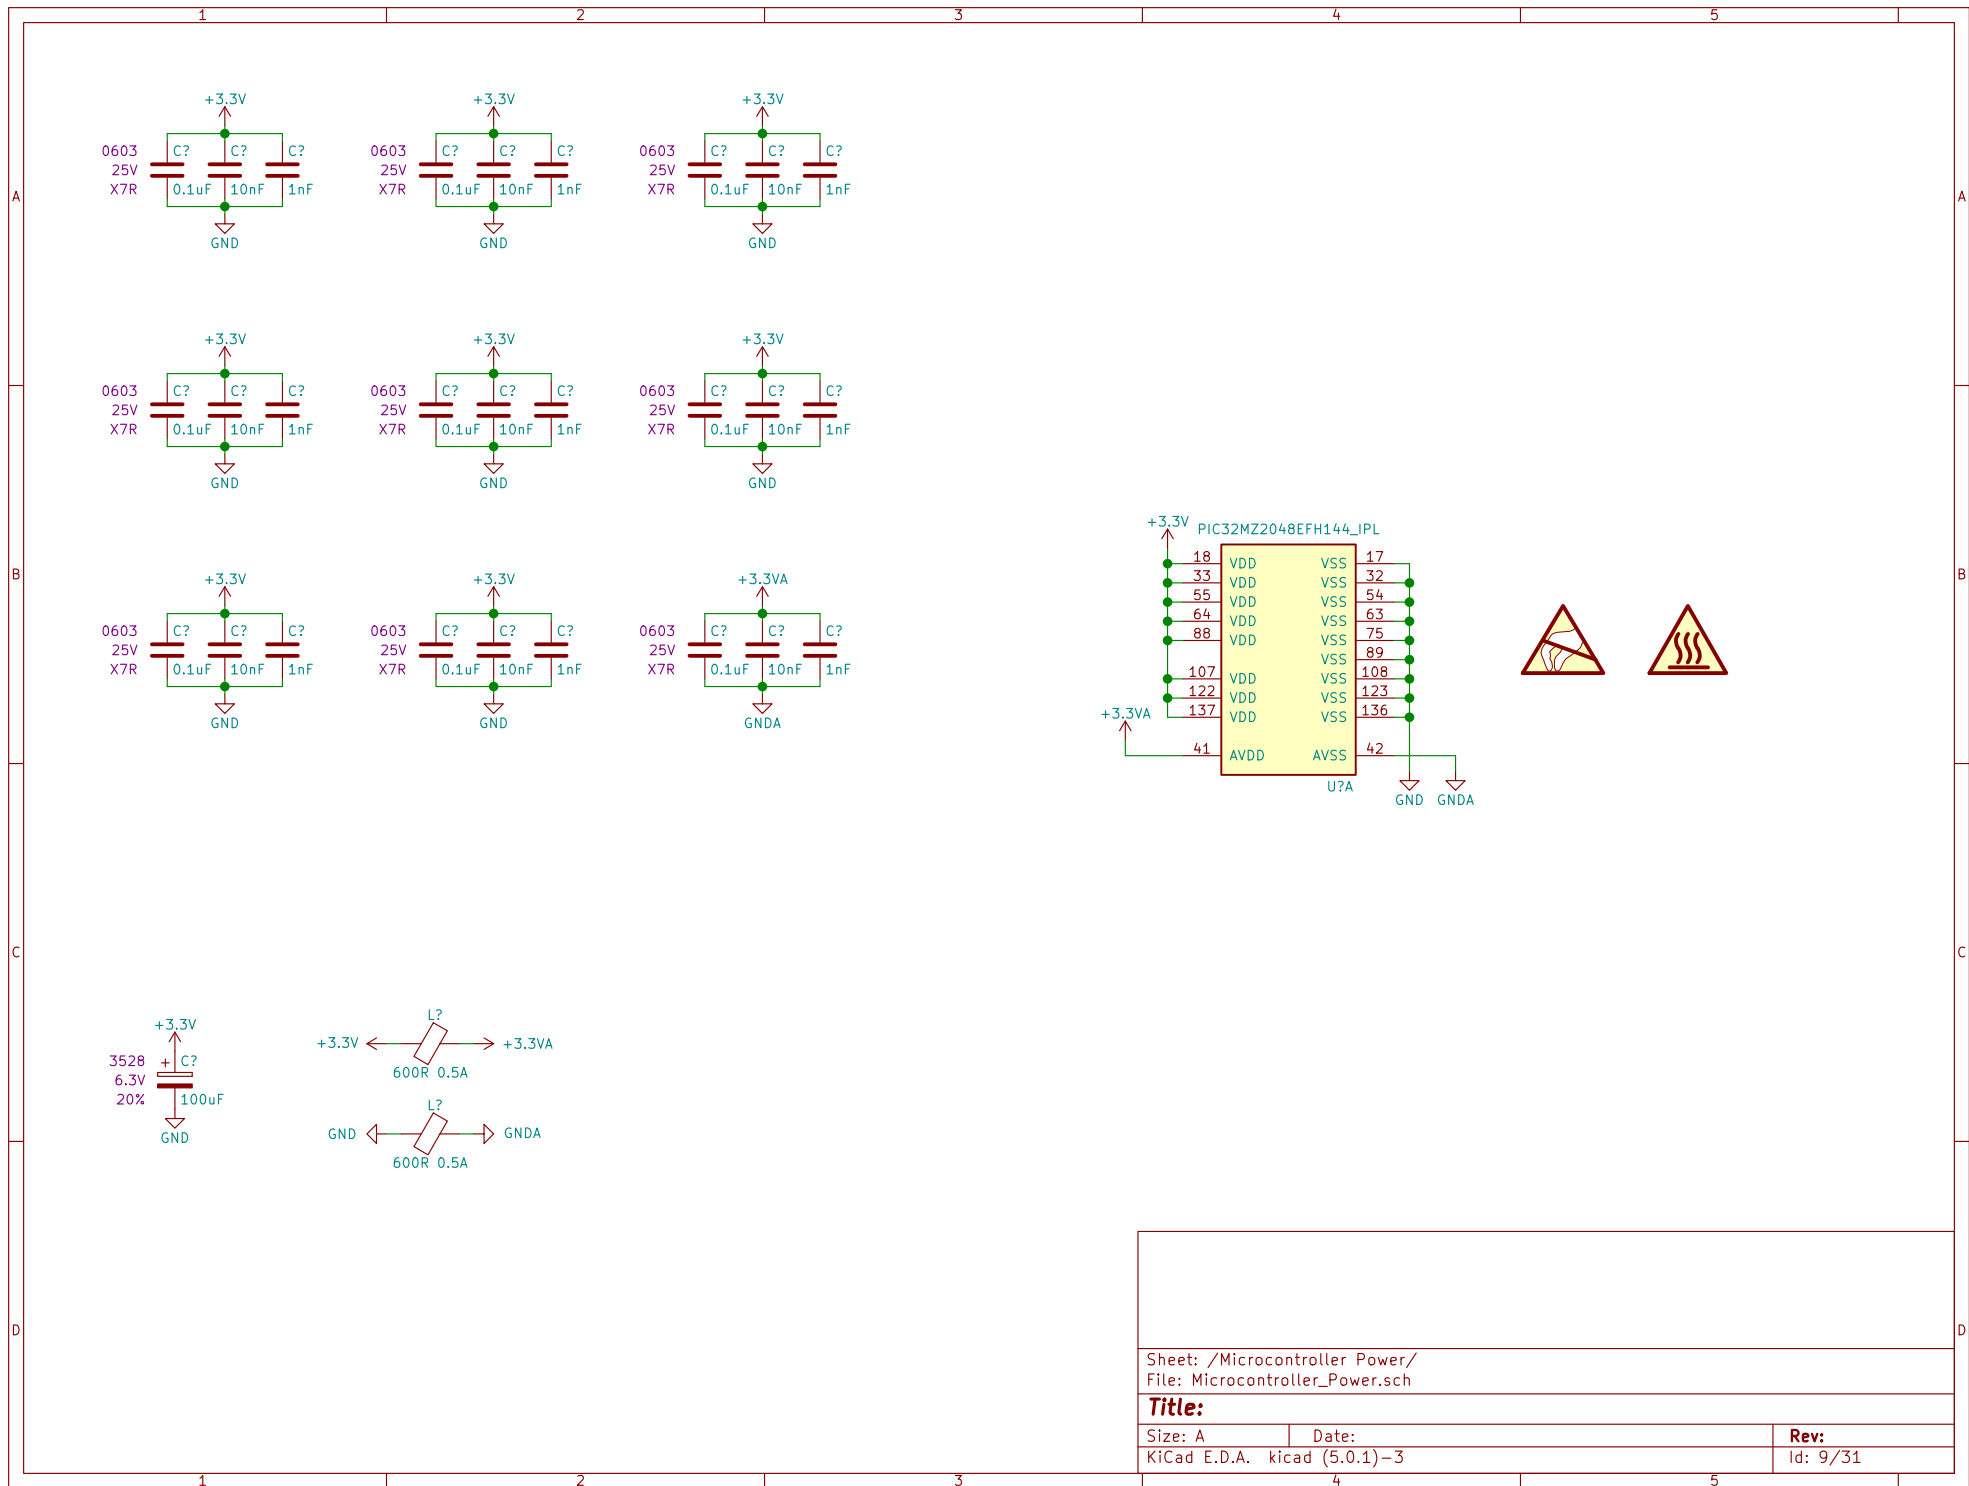 1 2 3 4 5
+3.3V +3.3V +3.3V
0603 C? C? C? 0603 C? C? C? 0603 C? C? C?
25V 25V 25V
X7R 0.1uF 10nF 1nF X7R 0.1uF 10nF 1nF X7R 0.1uF 10nF 1nF
A A
GND GND GND
+3.3V +3.3V +3.3V
0603 C? C? C? 0603 C? C? C? 0603 C? C? C?
25V 25V 25V
X7R 0.1uF 10nF 1nF X7R 0.1uF 10nF 1nF X7R 0.1uF 10nF 1nF
GND GND GND
+3.3V +3.3V +3.3VA
0603 C? C? C? 0603 C? C? C? 0603 C? C? C?
25V 25V 25V
X7R 0.1uF 10nF 1nF X7R 0.1uF 10nF 1nF X7R 0.1uF 10nF 1nF
GND GND GNDA
B B
+3.3V PIC32MZ2048EFH144_IPL
18 VDD VSS 17
33 VDD VSS 32
55 VDD VSS 54
64 VDD VSS 63
88 VDD VSS 75
VSS 89
107 VDD VSS 108
122 VDD VSS 123
137 VDD VSS 136
+3.3VA
41 AVDD AVSS 42
U?A
GND GNDA
C C
+3.3V
3528 + C?
6.3V
20% 100uF
GND
L?
+3.3V +3.3VA
600R 0.5A
L?
GND GNDA
600R 0.5A
D D
Sheet: /Microcontroller Power/
File: Microcontroller_Power.sch
Title:
Size: A Date: Rev:
KiCad E.D.A. kicad (5.0.1)-3 Id: 9/31
1 2 3 4 5